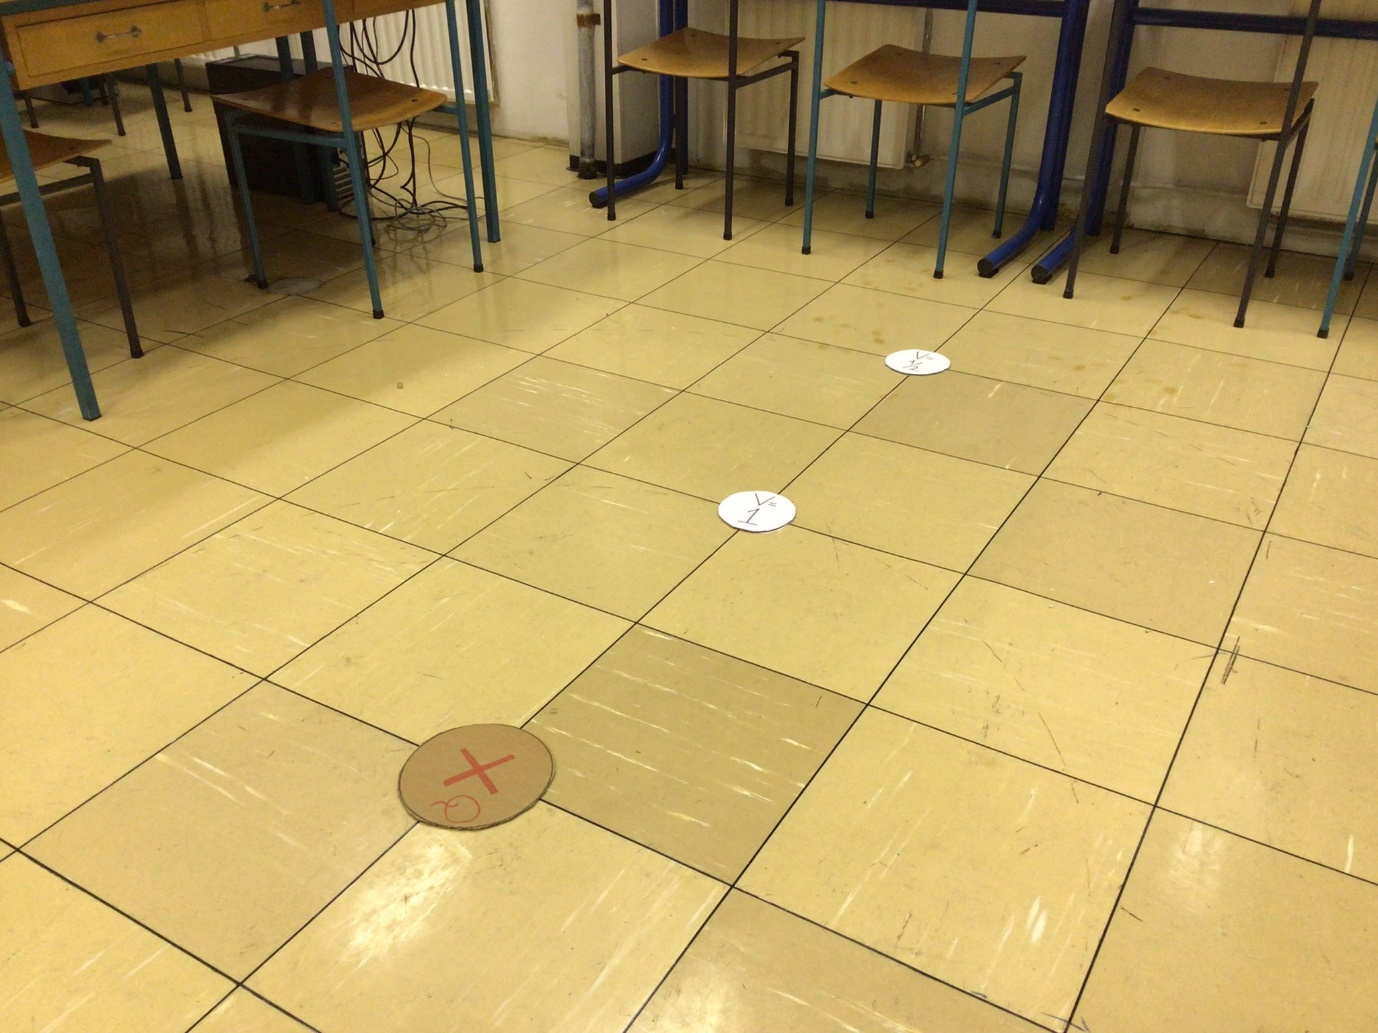 V=
1/2
V=
1
+
Q